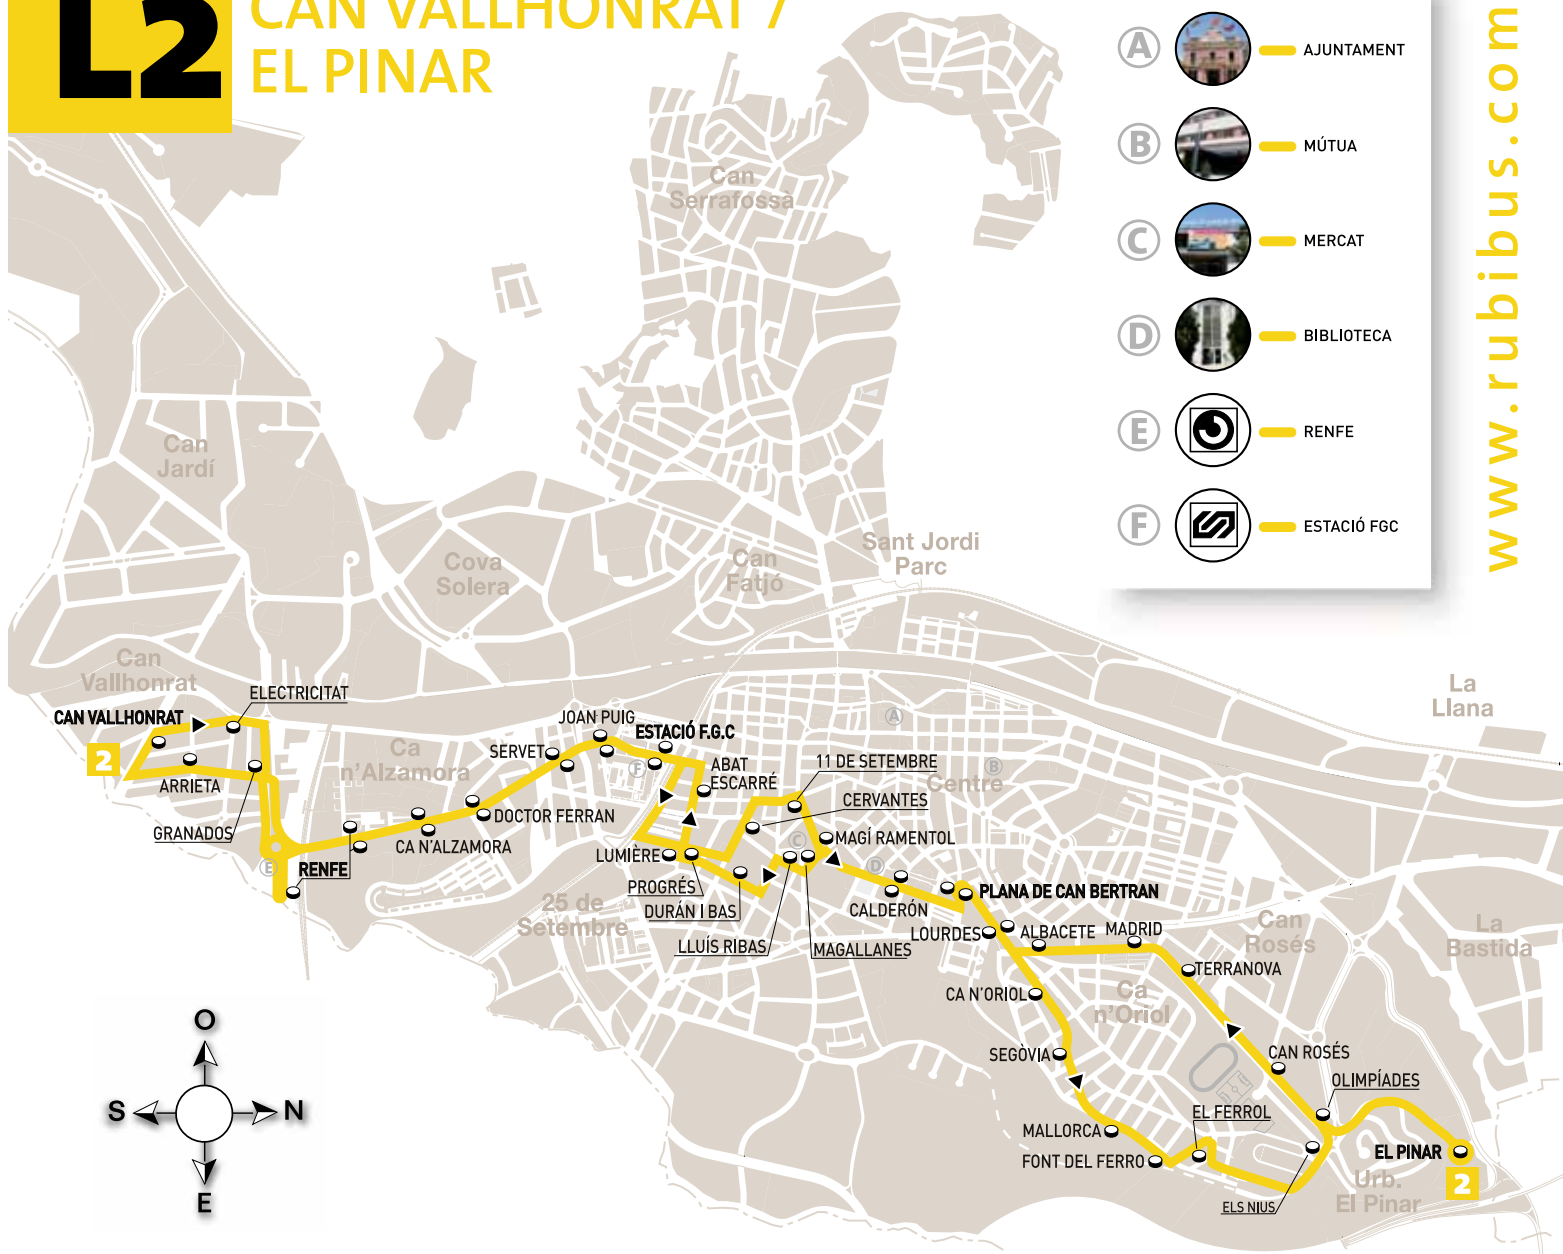 L2
CAN VALLHONRAT /
EL PINAR
A
AJUNTAMENT
B
MÚTUA
C
MERCAT
D
BIBLIOTECA
E
RENFE
F
ESTACIÓ FGC
www.rubibus.com
Can
Serrafossà
Can
Jardí
Cova
Solera
Can
Fatjó
Sant Jordi
Parc
Can
Vallhonrat
La
Llana
ELECTRICITAT
CAN VALLHONRAT
2
ARRIETA
GRANADOS
E
RENFE
Ca
n'Alzamora
CA N'ALZAMORA
DOCTOR FERRAN
SERVET
JOAN PUIG
ESTACIÓ F.G.C
F
ABAT
ESCARRÉ
A
11 DE SETEMBRE
B
Centre
CERVANTES
C
MAGÍ RAMENTOL
D
LUMIÈRE
PROGRÉS
DURÁN I BAS
25 de
Setembre
LLUÍS RIBAS
MAGALLANES
CALDERÓN
PLANA DE CAN BERTRAN
LOURDES
ALBACETE
MADRID
Can
Rosés
La
Bastida
TERRANOVA
CA N'ORIOL
Ca
n'Oriol
SEGÒVIA
CAN ROSÉS
OLIMPÍADES
EL FERROL
MALLORCA
FONT DEL FERRO
ELS NIUS
EL PINAR
2
Urb.
El Pinar
O
S
N
E